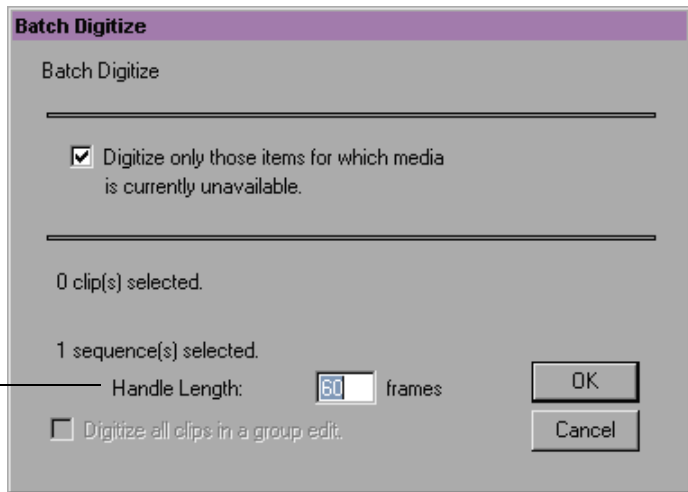 Batch Digitize
Batch Digitize
Digitize only those items for which media
is currently unavailable.
0 clip(s) selected.
1 sequence(s) selected.
Handle Length: 60 frames
OK
Digitize all clips in a group edit.
Cancel